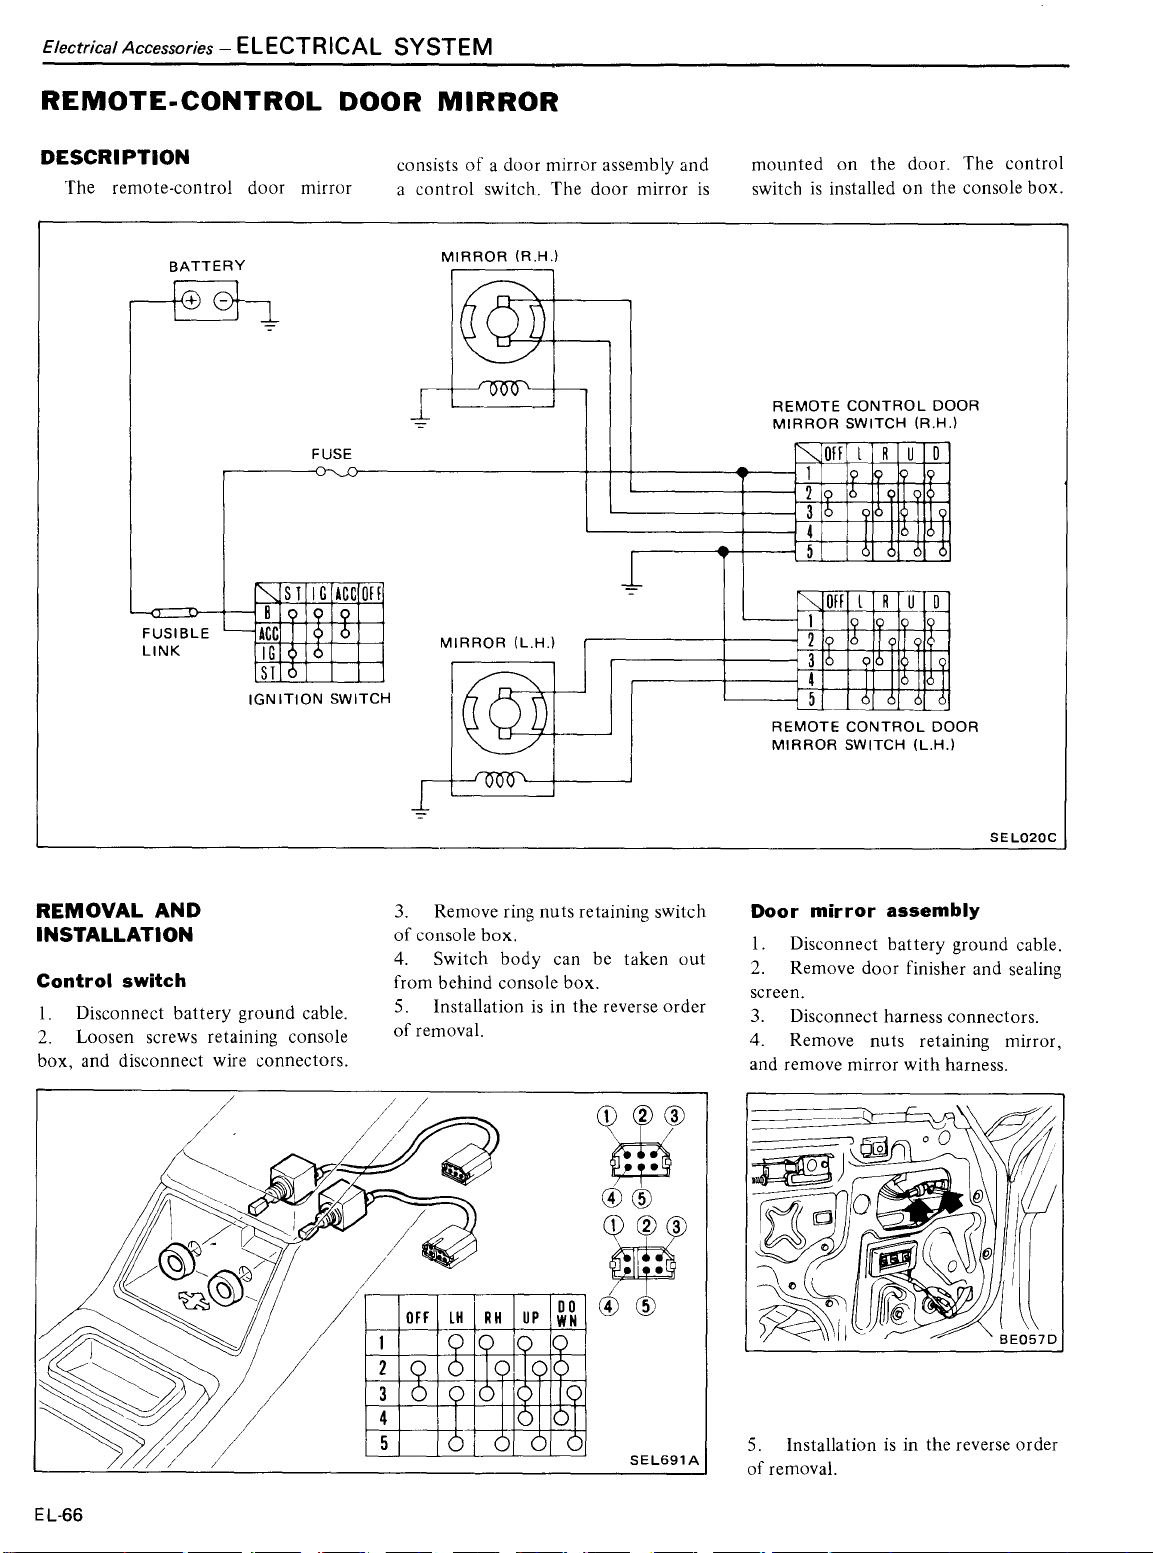 Electrical Accessories – ELECTRICAL SYSTEM
REMOTE-CONTROL DOOR MIRROR
DESCRIPTION
The remote-control door mirror
consists of a door mirror assembly and
a control switch. The door mirror is
mounted on the door. The control
switch is installed on the console box.
BATTERY
MIRROR (R.H.)
REMOTE CONTROL DOOR
MIRROR SWITCH (R.H.)
OFF L R U D
1
2
3
4
5
FUSE
FUSIBLE
LINK
ST IG ACC OFF
B
ACC
IG
ST
IGNITION SWITCH
MIRROR (L.H.)
OFF L R U D
1
2
3
4
5
REMOTE CONTROL DOOR
MIRROR SWITCH (L.H.)
SEL020C
REMOVAL AND
INSTALLATION
Control switch
1. Disconnect battery ground cable.
2. Loosen screws retaining console
box, and disconnect wire connectors.
3. Remove ring nuts retaining switch
of console box.
4. Switch body can be taken out
from behind console box.
5. Installation is in the reverse order
of removal.
① ② ③
④ ⑤
① ② ③
④ ⑤
OFF LH RH UP DO
WN
1
2
3
4
5
SEL691A
Door mirror assembly
1. Disconnect battery ground cable.
2. Remove door finisher and sealing
screen.
3. Disconnect harness connectors.
4. Remove nuts retaining mirror,
and remove mirror with harness.
BE057D
5. Installation is in the reverse order
of removal.
EL-66